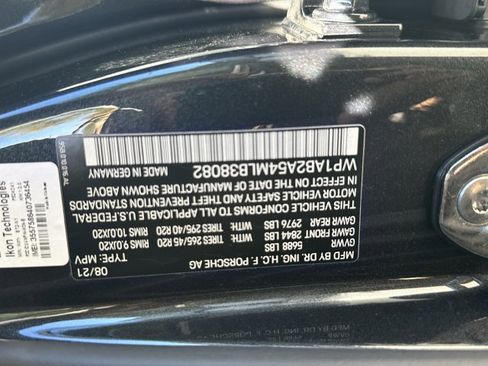 MFD BY DR. ING. H.C. F. PORSCHE AG 08/21
GVWR 5688 LBS TYPE: MPV
GAWR FRONT 2844 LBS TIRES 265/45 R20 RIMS 9.0JX20
GAWR REAR 2976 LBS TIRES 295/40 R20 RIMS 10.0JX20
THIS VEHICLE CONFORMS TO ALL APPLICABLE U.S. FEDERAL
MOTOR VEHICLE SAFETY AND THEFT PREVENTION STANDARDS
IN EFFECT ON THE DATE OF MANUFACTURE SHOWN ABOVE
WP1AB2A54MLB38082 MADE IN GERMANY
Ikon Technologies